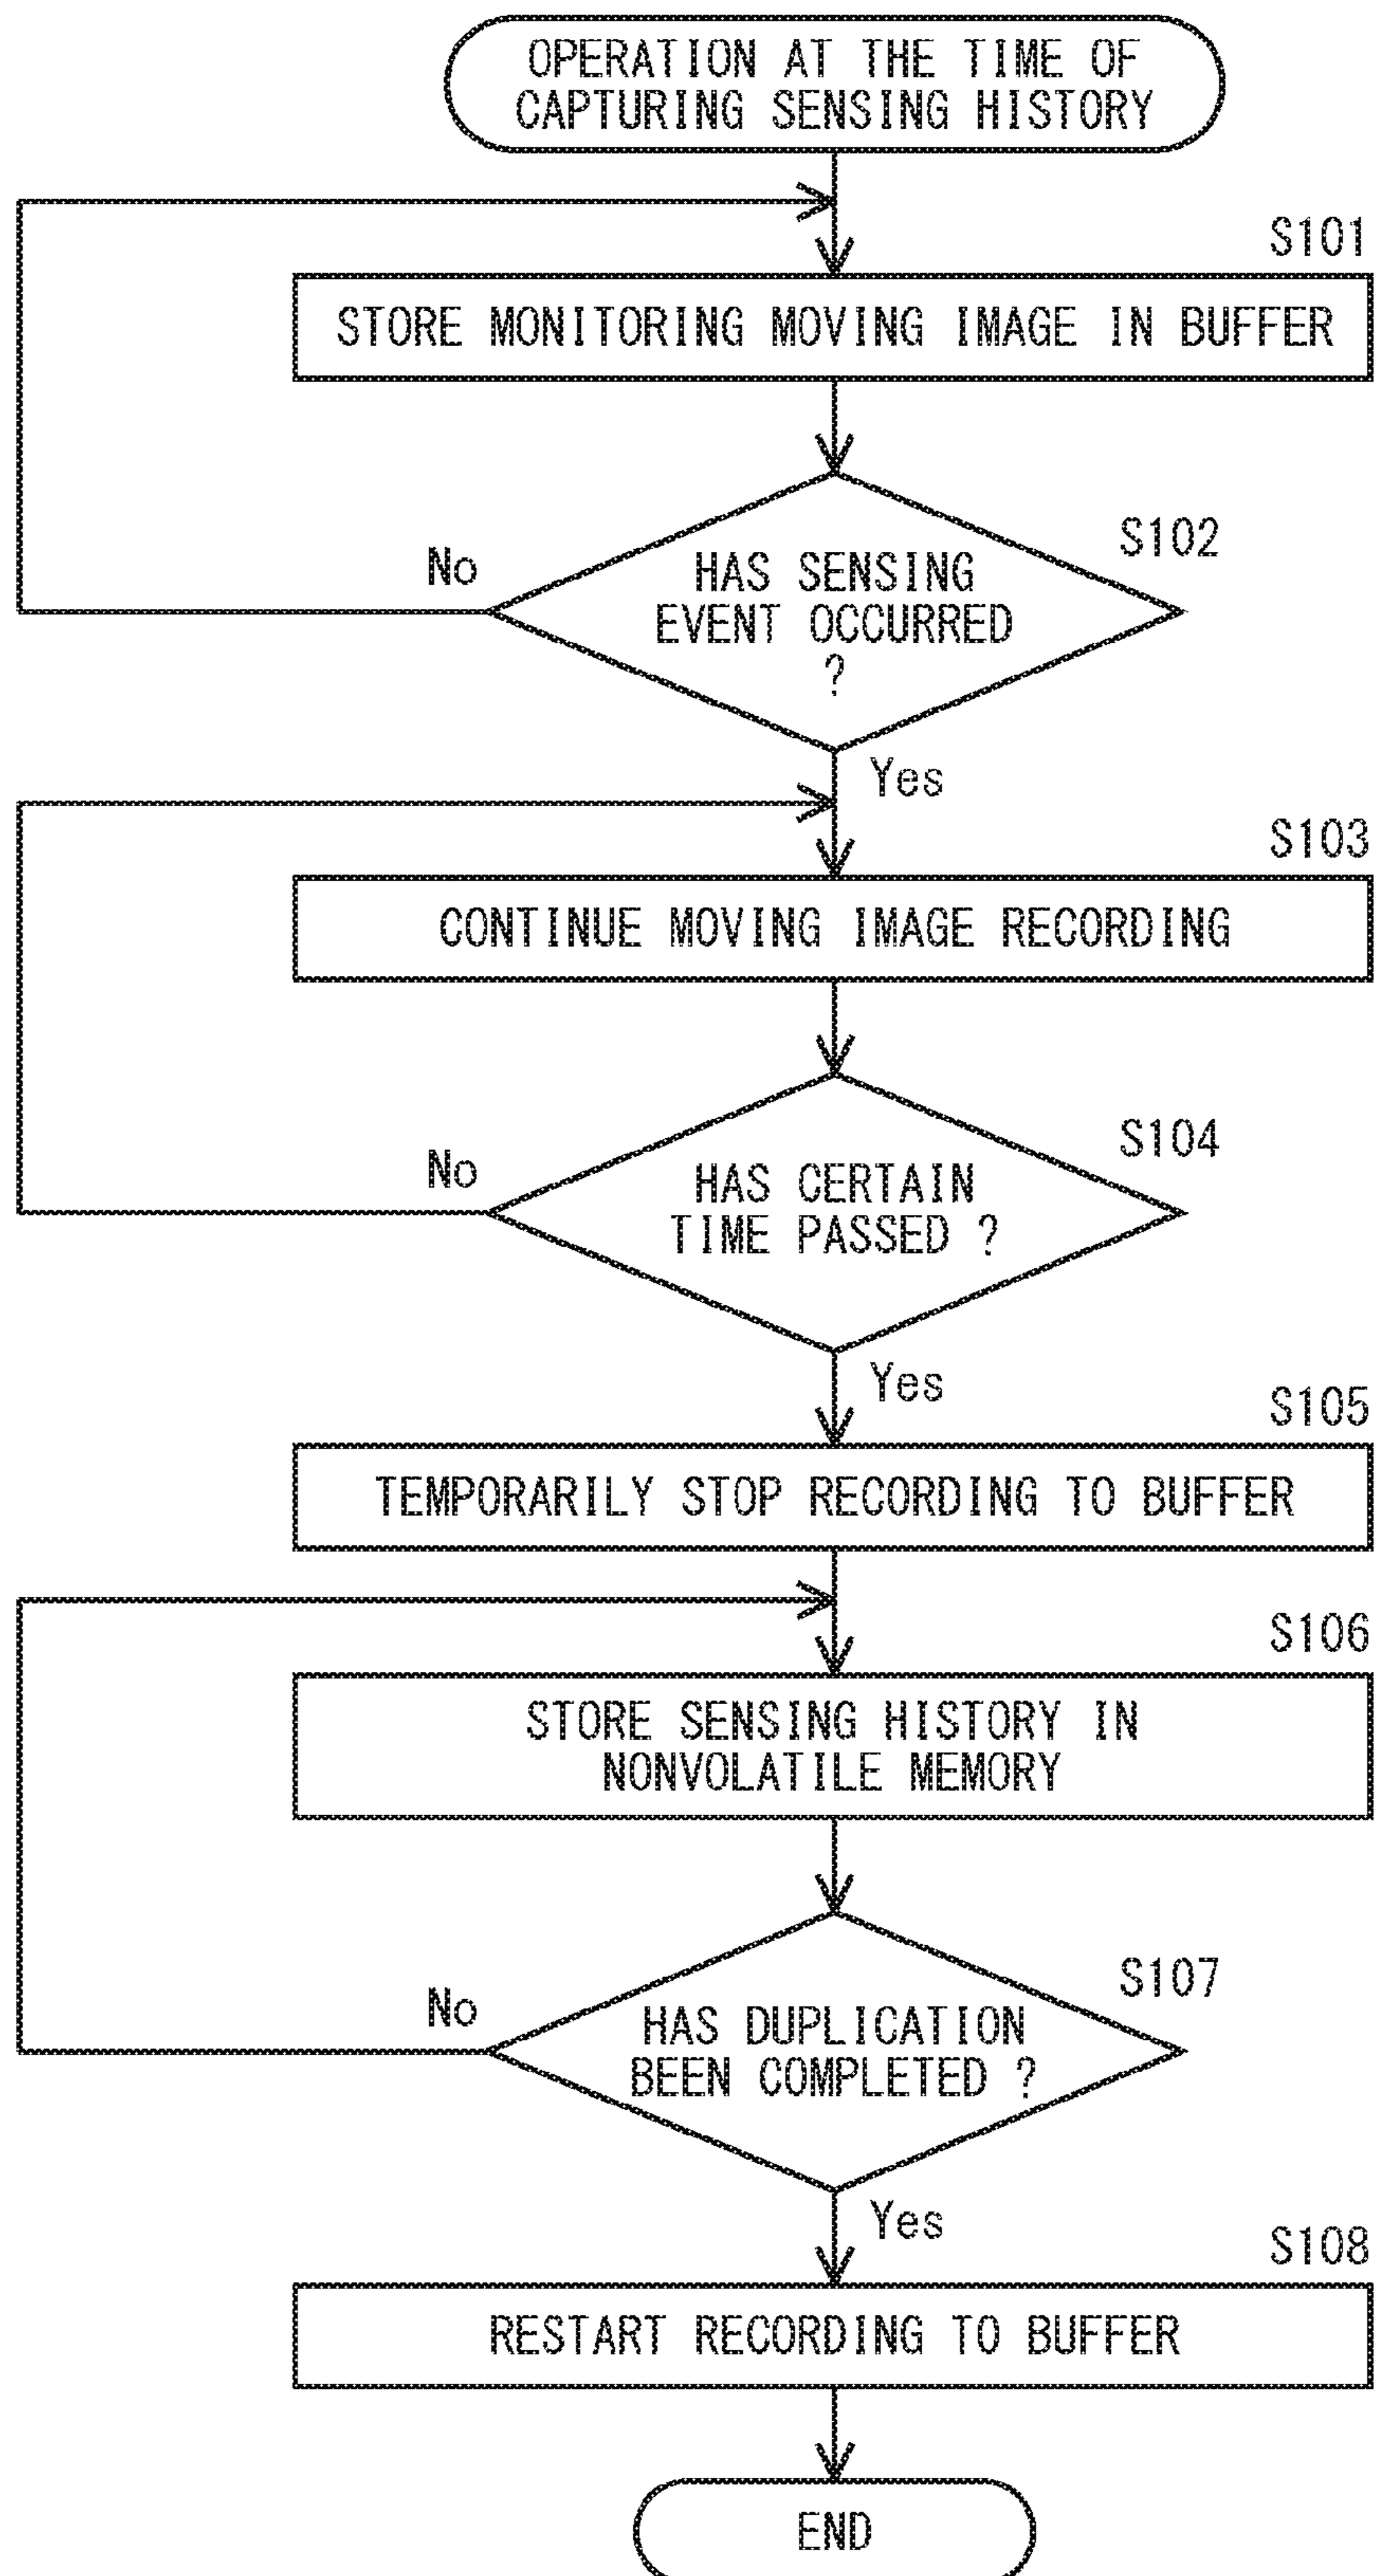 OPERATION AT THE TIME OF
CAPTURING SENSING HISTORY
S101
STORE MONITORING MOVING IMAGE IN BUFFER
S102
No
HAS SENSING
EVENT OCCURRED
?
Yes
S103
CONTINUE MOVING IMAGE RECORDING
S104
No
HAS CERTAIN
TIME PASSED ?
Yes
S105
TEMPORARILY STOP RECORDING TO BUFFER
S106
STORE SENSING HISTORY IN
NONVOLATILE MEMORY
S107
No
HAS DUPLICATION
BEEN COMPLETED ?
Yes
S108
RESTART RECORDING TO BUFFER
END